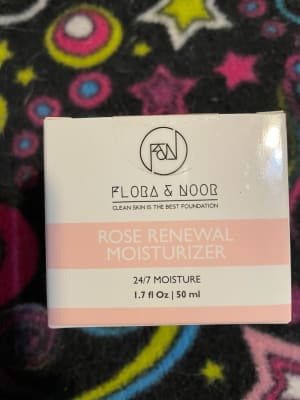 F&N
FLORA & NOOR
CLEAN SKIN IS THE BEST FOUNDATION
ROSE RENEWAL
MOISTURIZER
24/7 MOISTURE
1.7 fl Oz | 50 ml